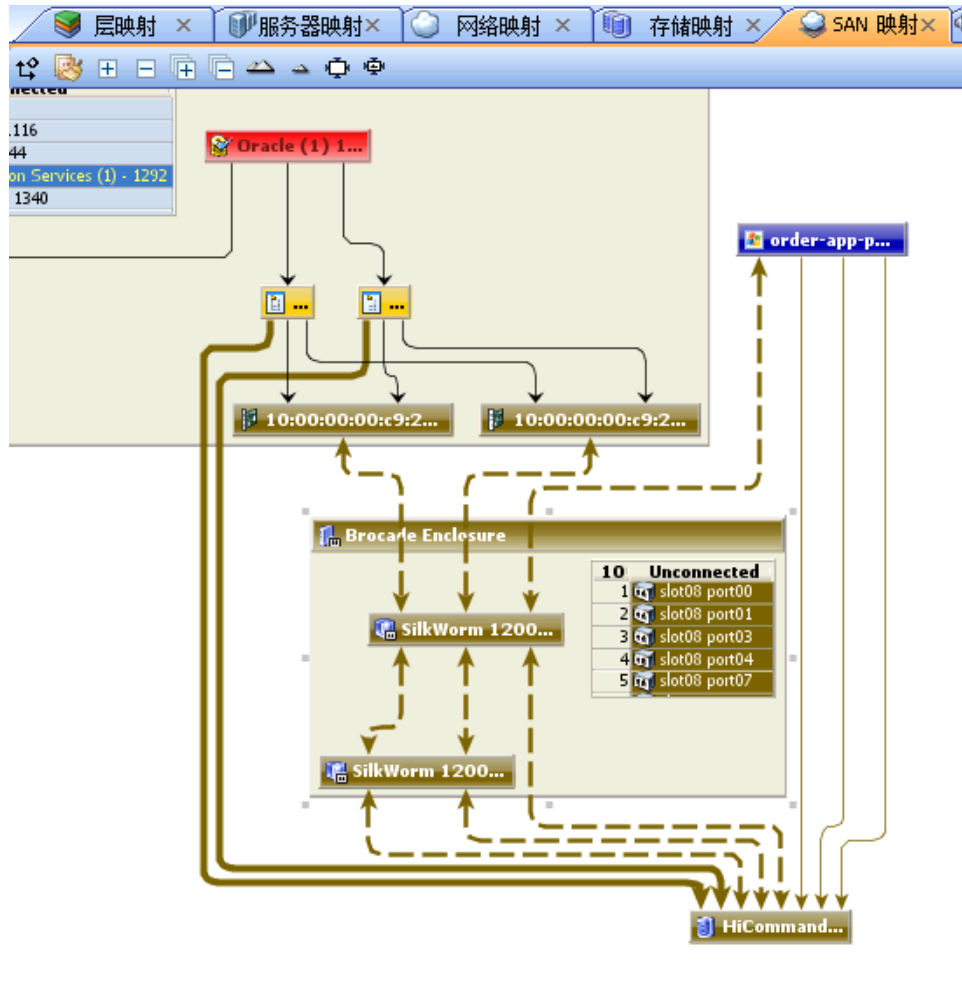 层映射
服务器映射
网络映射
存储映射
SAN 映射
.116
44
on Services (1) - 1292
1340
Oracle (1) 1...
order-app-p...
...
...
10:00:00:00:c9:2...
10:00:00:00:c9:2...
Brocade Enclosure
10 Unconnected
1 slot08 port00
2 slot08 port01
3 slot08 port03
4 slot08 port04
5 slot08 port07
SilkWorm 1200...
SilkWorm 1200...
HiCommand...